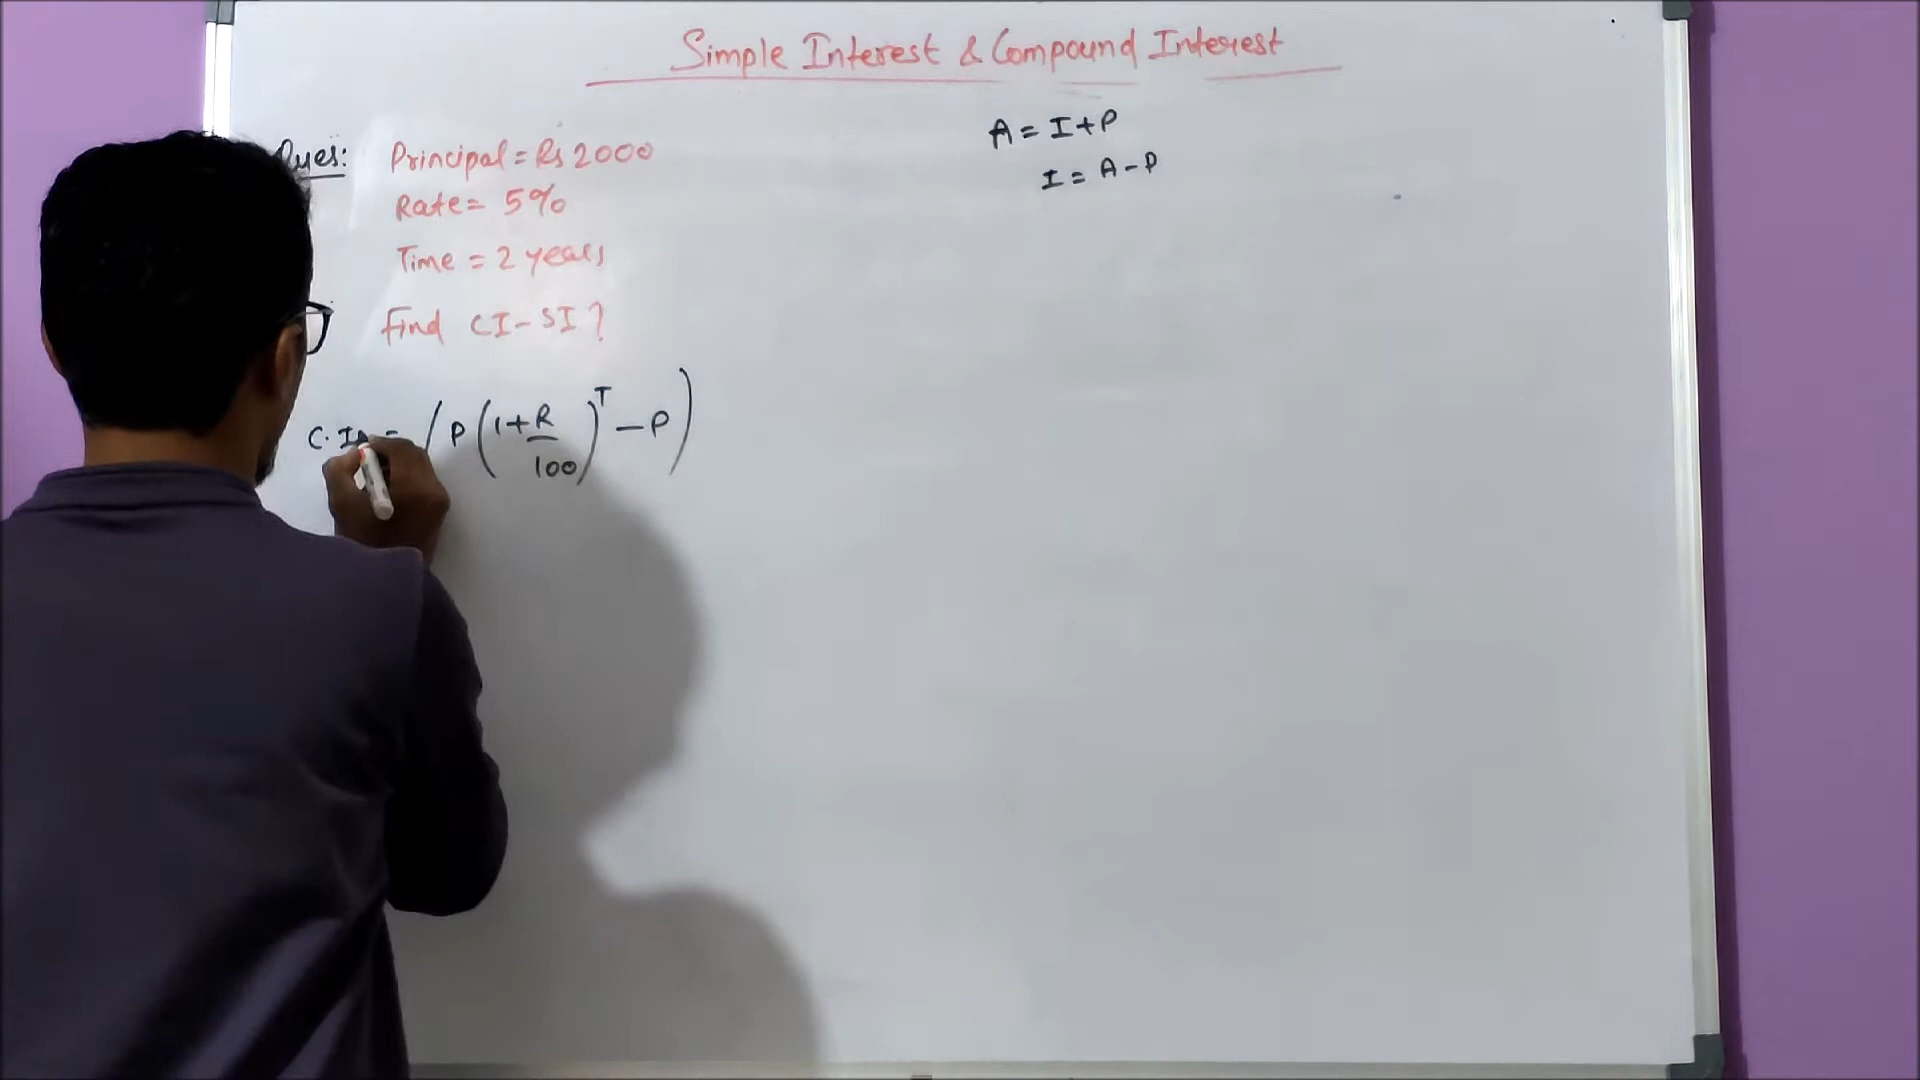 Simple Interest & Compound Interest
A = I + P
I = A - P
Ques: Principal = Rs 2000
Rate = 5%
Time = 2 years
Find CI - SI ?
C.I = ( P ( 1 + R/100 )^T - P )